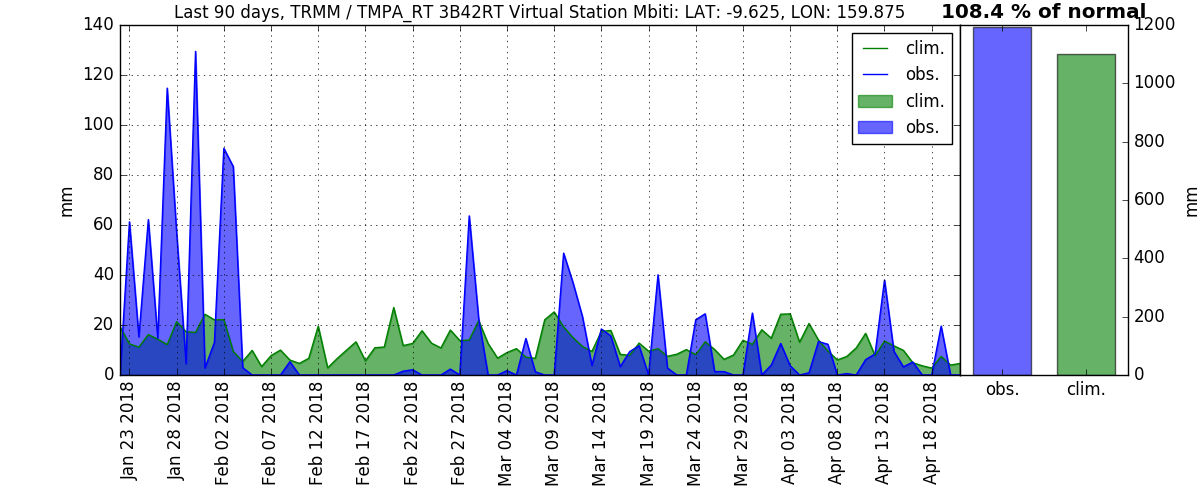 Last 90 days, TRMM / TMPA_RT 3B42RT Virtual Station Mbiti: LAT: -9.625, LON: 159.875
108.4 % of normal
140
120
100
80
60
40
20
0
mm
clim.
obs.
clim.
obs.
Jan 23 2018
Jan 28 2018
Feb 02 2018
Feb 07 2018
Feb 12 2018
Feb 17 2018
Feb 22 2018
Feb 27 2018
Mar 04 2018
Mar 09 2018
Mar 14 2018
Mar 19 2018
Mar 24 2018
Mar 29 2018
Apr 03 2018
Apr 08 2018
Apr 13 2018
Apr 18 2018
1200
1000
800
600
400
200
0
mm
obs.
clim.